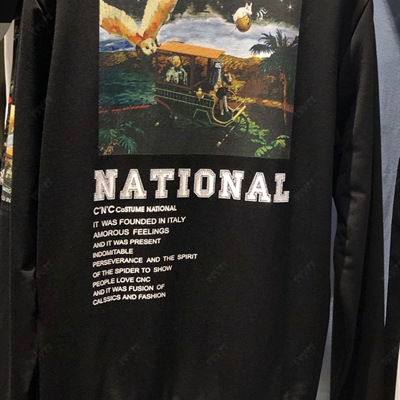 NATIONAL
C'N'C CoSTUME NATIONAL
IT WAS FOUNDED IN ITALY
AMOROUS FEELINGS
AND IT WAS PRESENT
INDOMITABLE
PERSEVERANCE AND THE SPIRIT
OF THE SPIDER TO SHOW
PEOPLE LOVE CNC
AND IT WAS FUSION OF
CALSSICS AND FASHION